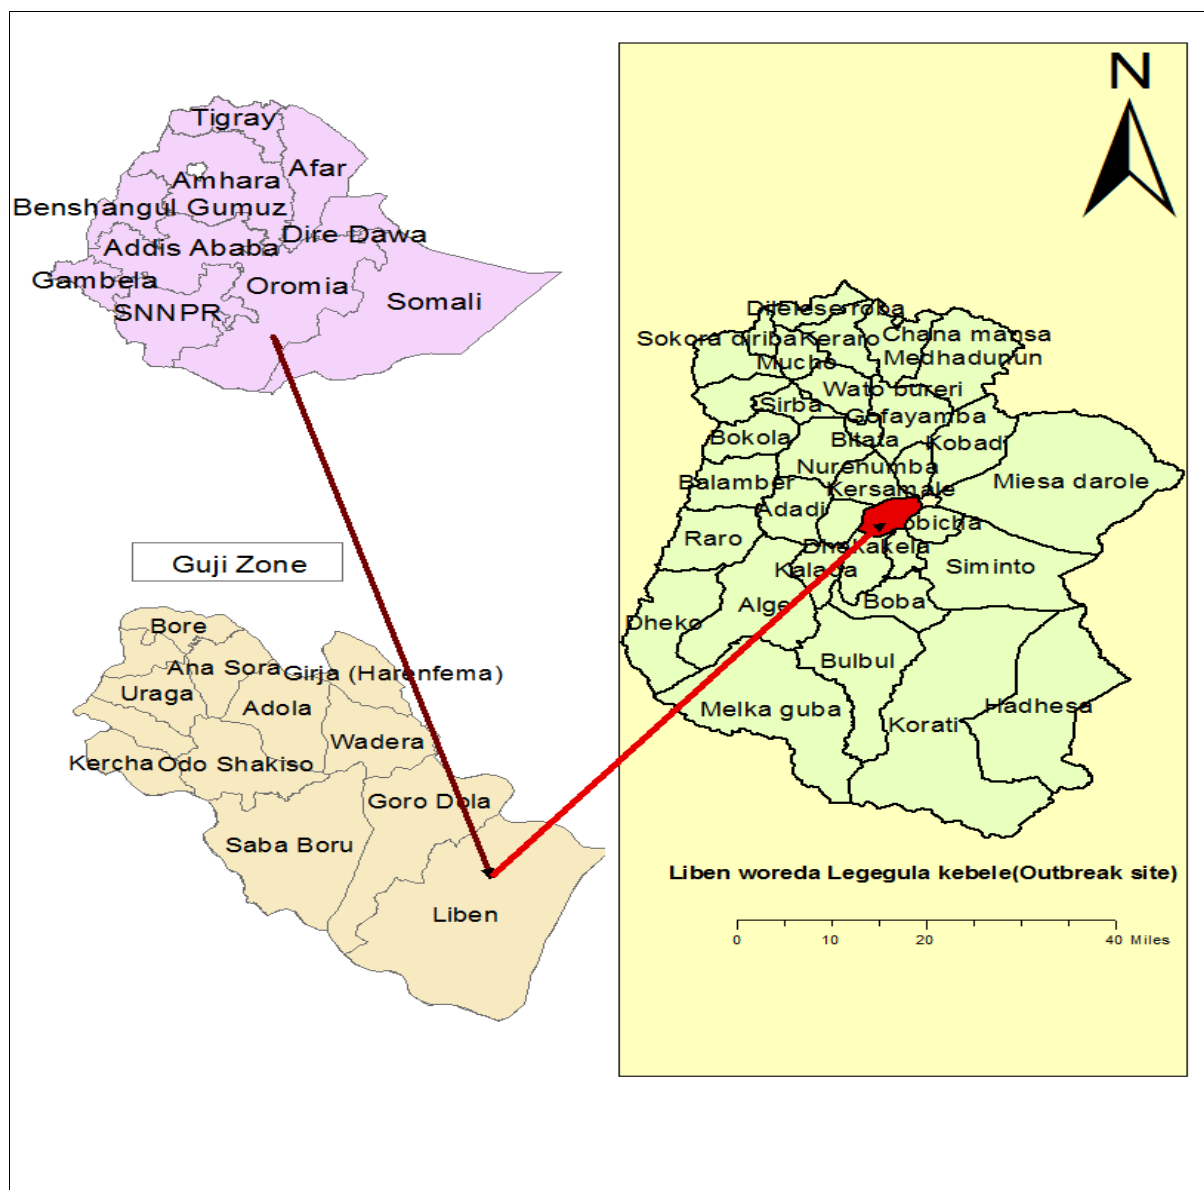 Tigray
Afar
Amhara
Benshangul Gumuz
Dire Dawa
Addis Ababa
Gambela
Oromia
Somali
SNNPR
Guji Zone
Bore
Ana Sora
Girja (Harenfema)
Uraga
Adola
Wadera
Kercha
Odo Shakiso
Goro Dola
Saba Boru
Liben
N
Chana mansa
Sokora diriba
Keraro
Mucho
Medhadunun
Wato bureri
Sirba
Gofayamba
Bokola
Bitata
Kobadi
Nurehumba
Balamber
Kersamale
Miesa darole
Adadi
obicha
Raro
Dhekakela
Kalada
Siminto
Alge
Boba
Dheko
Bulbul
Melka guba
Korati
Hadhesa
Liben woreda Legegula kebele(Outbreak site)
0 10 20 40 Miles